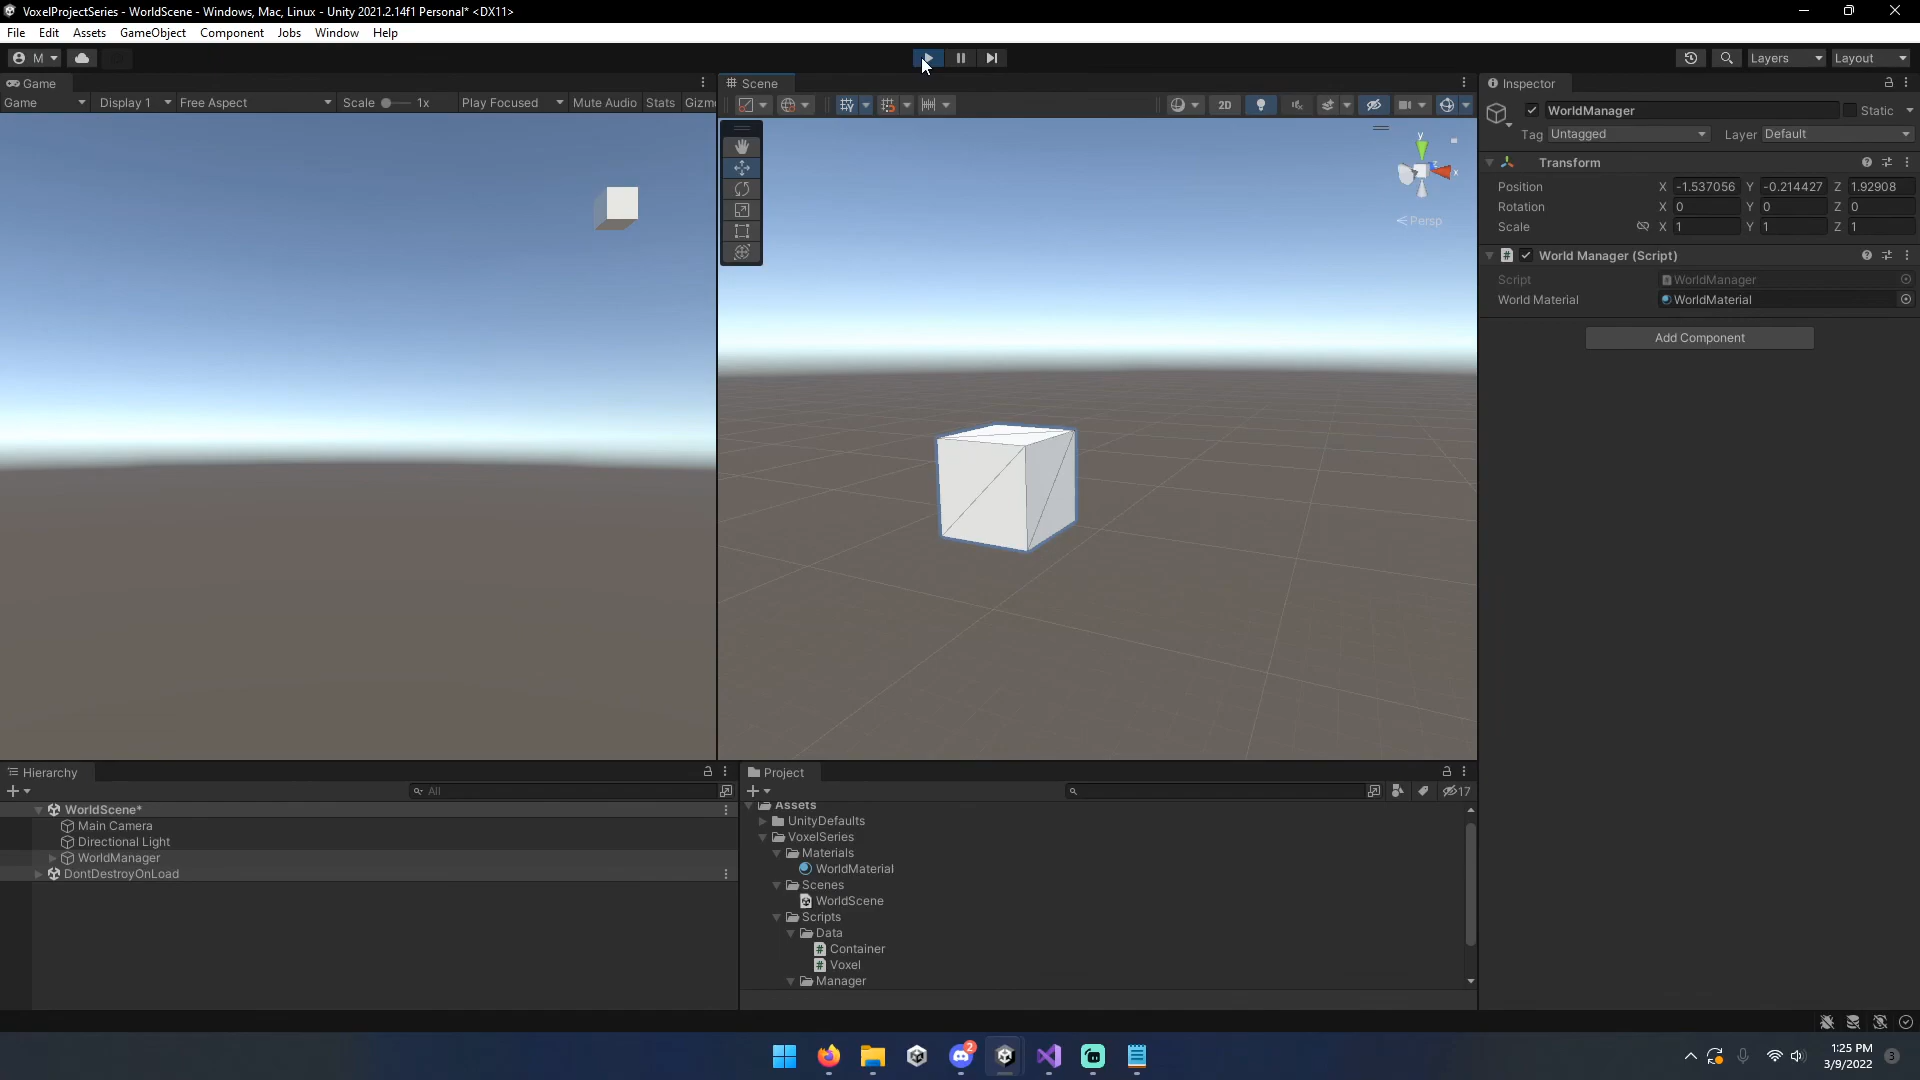 VoxelProjectSeries - WorldScene - Windows, Mac, Linux - Unity 2021.2.14f1 Personal* <DX11>
File Edit Assets GameObject Component Jobs Window Help
M Layers Layout
Game
Game Display 1 Free Aspect Scale 1x Play Focused Mute Audio Stats Gizm
Scene
2D
y
x
z
Persp
Inspector
WorldManager Static
Tag Untagged Layer Default
Transform
Position X -1.537056 Y -0.214427 Z 1.92908
Rotation X 0 Y 0 Z 0
Scale X 1 Y 1 Z 1
# World Manager (Script)
Script WorldManager
World Material WorldMaterial
Add Component
Hierarchy
+ All
WorldScene*
Main Camera
Directional Light
WorldManager
DontDestroyOnLoad
Project
+ 17
Assets
UnityDefaults
VoxelSeries
Materials
WorldMaterial
Scenes
WorldScene
Scripts
Data
# Container
# Voxel
Manager
2
1:25 PM
3/9/2022
3